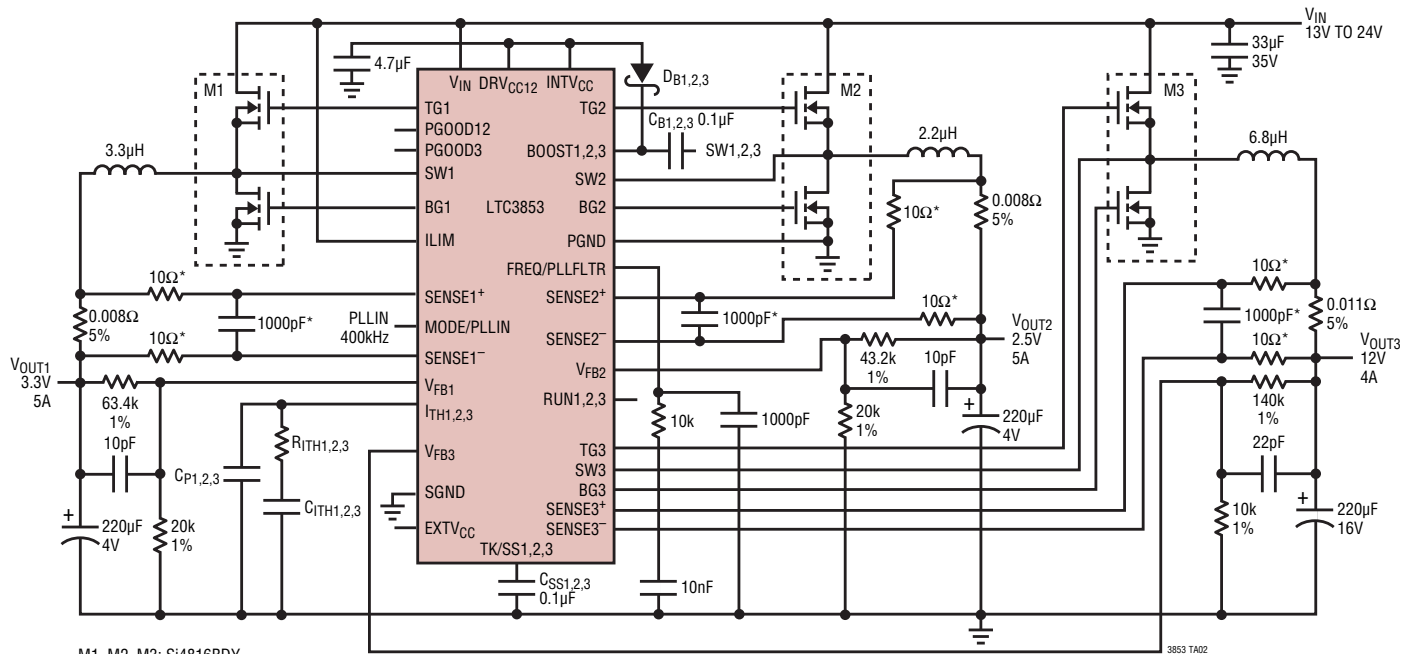 VIN
13V TO 24V
33µF
35V
4.7µF
VIN DRVCC12 INTVCC
DB1,2,3
M1
M2
M3
TG1
PGOOD12
PGOOD3
SW1
BG1
ILIM
LTC3853
TG2
BOOST1,2,3
SW2
BG2
PGND
FREQ/PLLFLTR
CB1,2,3 0.1µF
SW1,2,3
3.3µH
2.2µH
6.8µH
10Ω*
0.008Ω
5%
10Ω*
1000pF*
10Ω*
SENSE1+
PLLIN
400kHz
MODE/PLLIN
SENSE1–
VOUT1
3.3V
5A
63.4k
1%
10pF
220µF
4V
+
20k
1%
VFB1
ITH1,2,3
RITH1,2,3
CP1,2,3
CITH1,2,3
VFB3
SGND
EXTVCC
TK/SS1,2,3
CSS1,2,3
0.1µF
SENSE2+
SENSE2–
VFB2
RUN1,2,3
TG3
SW3
BG3
SENSE3+
SENSE3–
10Ω*
0.008Ω
5%
10Ω*
1000pF*
43.2k
1%
10pF
VOUT2
2.5V
5A
10k
1000pF
20k
1%
+
220µF
4V
10nF
10Ω*
0.011Ω
5%
1000pF*
10Ω*
VOUT3
12V
4A
140k
1%
22pF
10k
1%
+
220µF
16V
3853 TA02